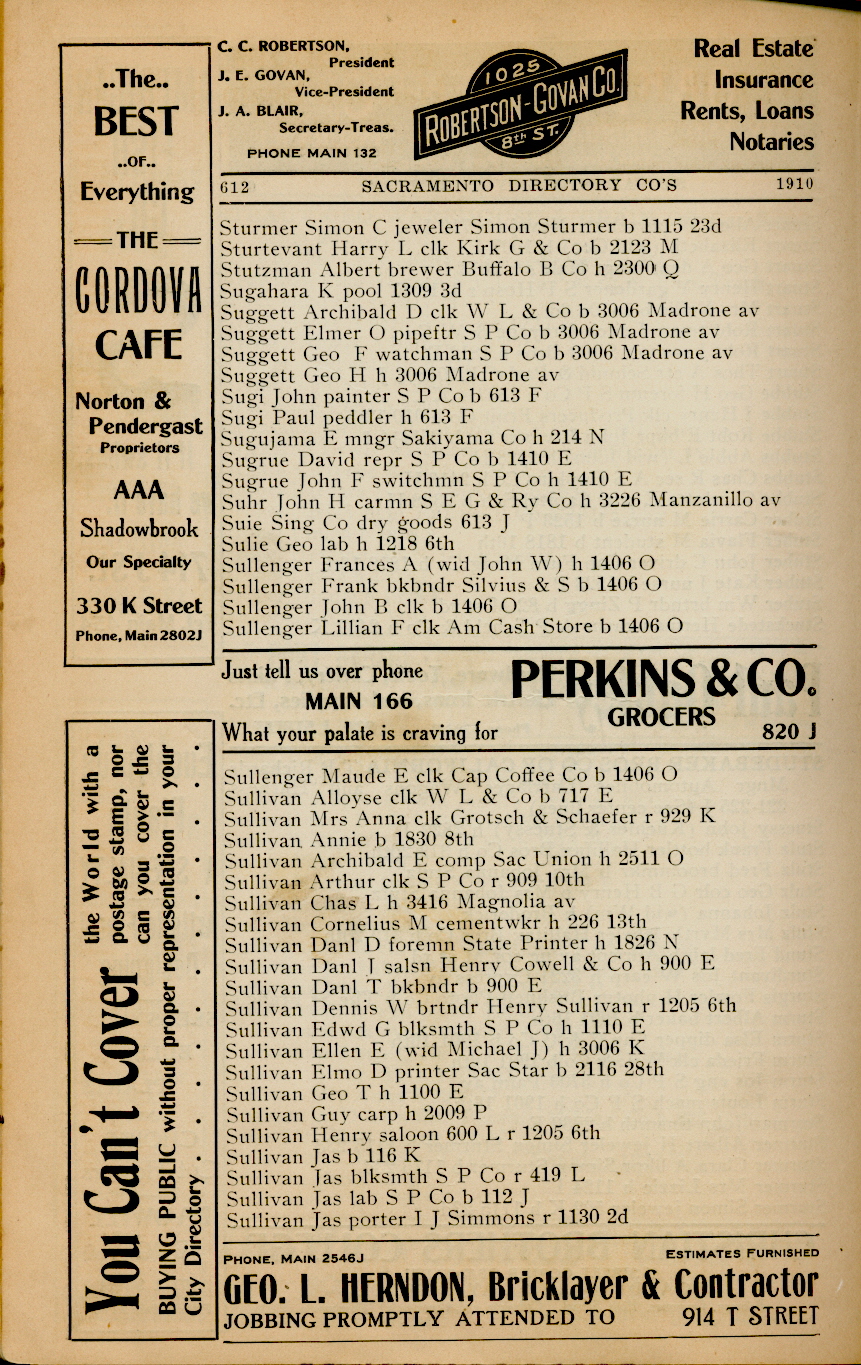 C. C. ROBERTSON,
President
J. E. GOVAN,
Vice-President
J. A. BLAIR,
Secretary-Treas.
PHONE MAIN 132
1025
ROBERTSON-GOVAN CO.
8th ST.
Real Estate
Insurance
Rents, Loans
Notaries
612 SACRAMENTO DIRECTORY CO'S 1910
..The..
BEST
..OF..
Everything
THE
CORDOVA
CAFE
Norton &
Pendergast
Proprietors
AAA
Shadowbrook
Our Specialty
330 K Street
Phone, Main 2802J
Sturmer Simon C jeweler Simon Sturmer b 1115 23d
Sturtevant Harry L clk Kirk G & Co b 2123 M
Stutzman Albert brewer Buffalo B Co h 2300 Q
Sugahara K pool 1309 3d
Suggett Archibald D clk W L & Co b 3006 Madrone av
Suggett Elmer O pipeftr S P Co b 3006 Madrone av
Suggett Geo F watchman S P Co b 3006 Madrone av
Suggett Geo H h 3006 Madrone av
Sugi John painter S P Co b 613 F
Sugi Paul peddler h 613 F
Sugujama E mngr Sakiyama Co h 214 N
Sugrue David repr S P Co b 1410 E
Sugrue John F switchmn S P Co h 1410 E
Suhr John H carmn S E G & Ry Co h 3226 Manzanillo av
Suie Sing Co dry goods 613 J
Sulie Geo lab h 1218 6th
Sullenger Frances A (wid John W) h 1406 O
Sullenger Frank bkbndr Silvius & S b 1406 O
Sullenger John B clk b 1406 O
Sullenger Lillian F clk Am Cash Store b 1406 O
Just tell us over phone
MAIN 166
What your palate is craving for
PERKINS & CO.
GROCERS
820 J
You Can't Cover the World with a
postage stamp, nor
can you cover the
BUYING PUBLIC without proper representation in your
City Directory . . . . . . . . .
Sullenger Maude E clk Cap Coffee Co b 1406 O
Sullivan Alloyse clk W L & Co b 717 E
Sullivan Mrs Anna clk Grotsch & Schaefer r 929 K
Sullivan Annie b 1830 8th
Sullivan Archibald E comp Sac Union h 2511 O
Sullivan Arthur clk S P Co r 909 10th
Sullivan Chas L h 3416 Magnolia av
Sullivan Cornelius M cementwkr h 226 13th
Sullivan Danl D foremn State Printer h 1826 N
Sullivan Danl J salsn Henry Cowell & Co h 900 E
Sullivan Danl T bkbndr b 900 E
Sullivan Dennis W brtndr Henry Sullivan r 1205 6th
Sullivan Edwd G blksmth S P Co h 1110 E
Sullivan Ellen E (wid Michael J) h 3006 K
Sullivan Elmo D printer Sac Star b 2116 28th
Sullivan Geo T h 1100 E
Sullivan Guy carp h 2009 P
Sullivan Henry saloon 600 L r 1205 6th
Sullivan Jas b 116 K
Sullivan Jas blksmth S P Co r 419 L
Sullivan Jas lab S P Co b 112 J
Sullivan Jas porter I J Simmons r 1130 2d
PHONE, MAIN 2546J ESTIMATES FURNISHED
GEO. L. HERNDON, Bricklayer & Contractor
JOBBING PROMPTLY ATTENDED TO 914 T STREET